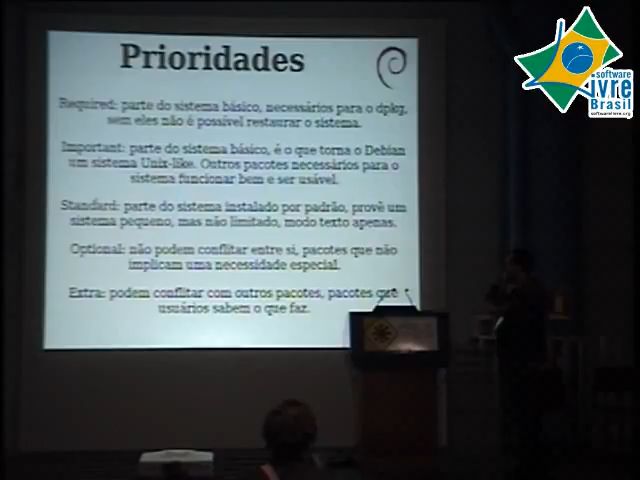 Prioridades
Required: parte do sistema básico, necessários para o dpkg,
sem eles não é possível restaurar o sistema.
Important: parte do sistema básico, é o que torna o Debian
um sistema Unix-like. Outros pacotes necessários para o
sistema funcionar bem e ser usável.
Standard: parte do sistema instalado por padrão, provê um
sistema pequeno, mas não limitado, modo texto apenas.
Optional: não podem conflitar entre si, pacotes que não
implicam uma necessidade especial.
Extra: podem conflitar com outros pacotes, pacotes que
usuários sabem o que faz.
software
livre
Brasil
softwarelivre.org